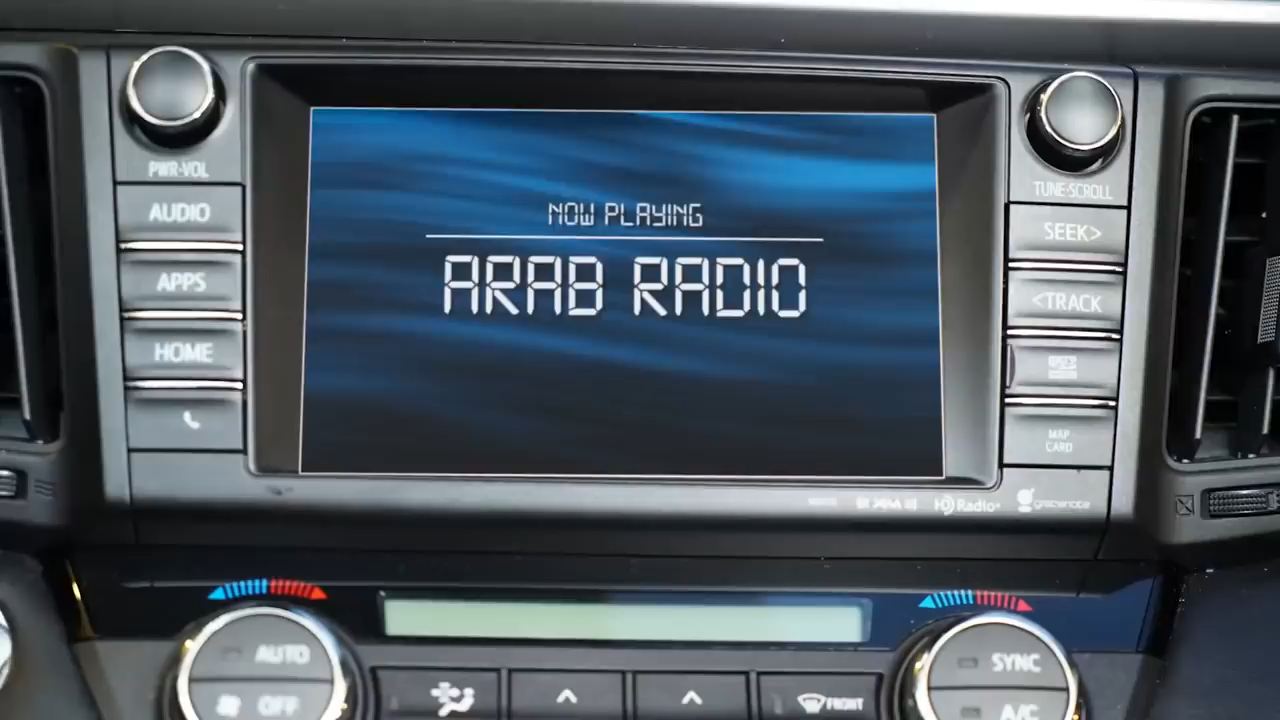 PWR·VOL
AUDIO
APPS
HOME
NOW PLAYING
ARAB RADIO
TUNE·SCROLL
SEEK>
<TRACK
MAP
CARD
HD Radio
gracenote
AUTO
OFF
FRONT
SYNC
A/C